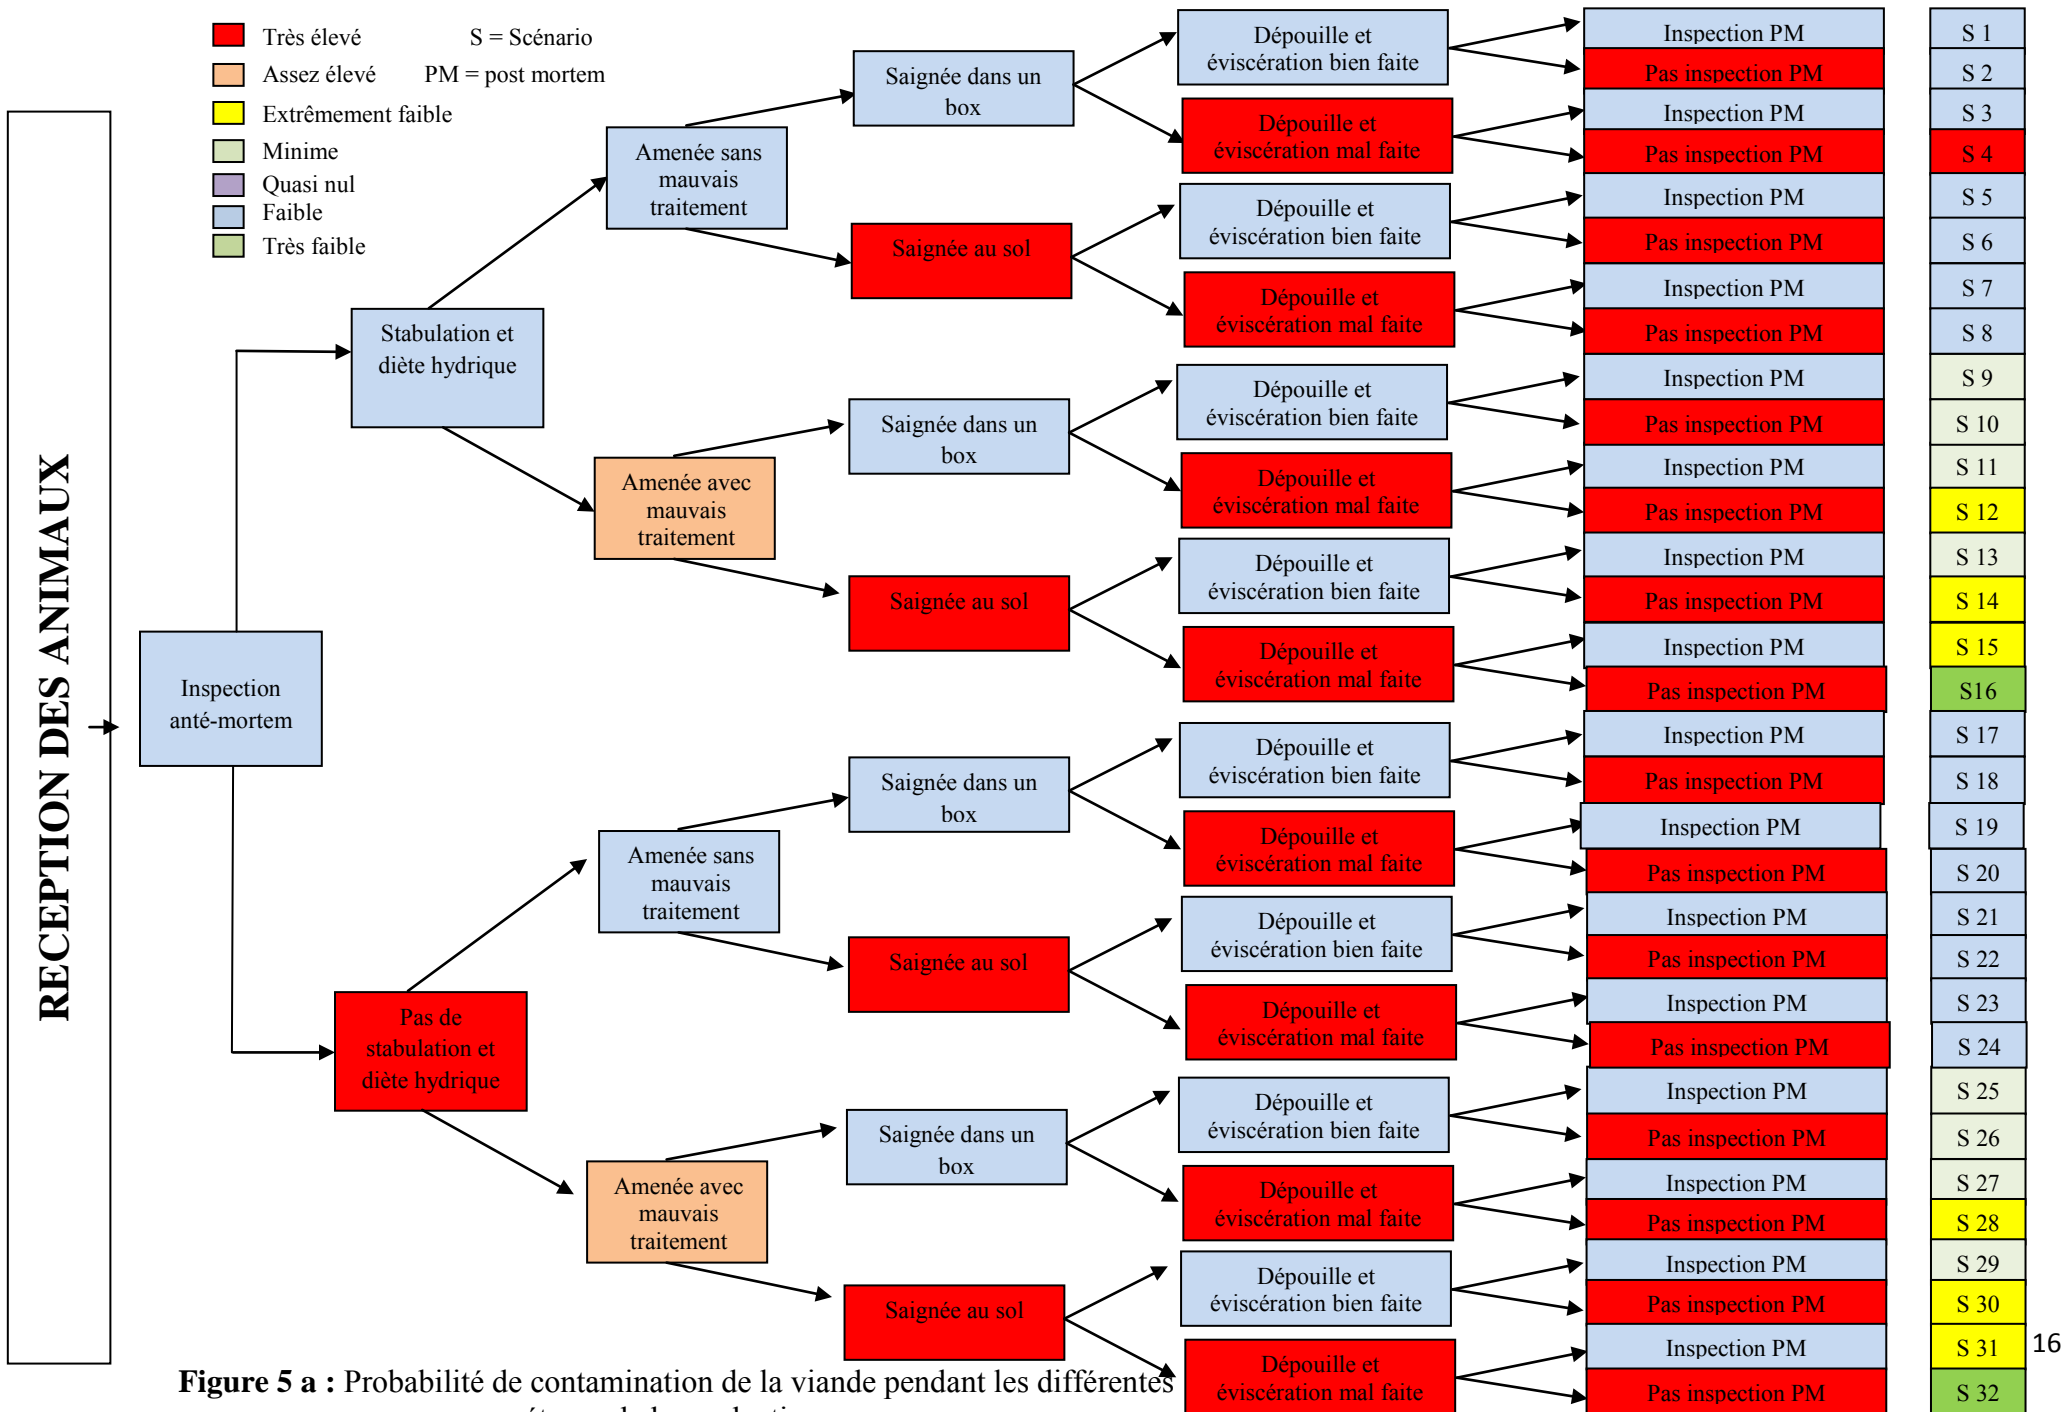 Très élevé S = Scénario
Assez élevé PM = post mortem
Extrêmement faible
Minime
Quasi nul
Faible
Très faible
RECEPTION DES ANIMAUX
Inspection
anté-mortem
Stabulation et
diète hydrique
Pas de
stabulation et
diète hydrique
Amenée sans
mauvais
traitement
Amenée avec
mauvais
traitement
Amenée sans
mauvais
traitement
Amenée avec
mauvais
traitement
Saignée dans un
box
Saignée au sol
Saignée dans un
box
Saignée au sol
Saignée dans un
box
Saignée au sol
Saignée dans un
box
Saignée au sol
Dépouille et
éviscération bien faite
Dépouille et
éviscération mal faite
Dépouille et
éviscération bien faite
Dépouille et
éviscération mal faite
Dépouille et
éviscération bien faite
Dépouille et
éviscération mal faite
Dépouille et
éviscération bien faite
Dépouille et
éviscération mal faite
Dépouille et
éviscération bien faite
Dépouille et
éviscération mal faite
Dépouille et
éviscération bien faite
Dépouille et
éviscération mal faite
Dépouille et
éviscération bien faite
Dépouille et
éviscération mal faite
Dépouille et
éviscération bien faite
Dépouille et
éviscération mal faite
Inspection PM S 1
Pas inspection PM S 2
Inspection PM S 3
Pas inspection PM S 4
Inspection PM S 5
Pas inspection PM S 6
Inspection PM S 7
Pas inspection PM S 8
Inspection PM S 9
Pas inspection PM S 10
Inspection PM S 11
Pas inspection PM S 12
Inspection PM S 13
Pas inspection PM S 14
Inspection PM S 15
Pas inspection PM S16
Inspection PM S 17
Pas inspection PM S 18
Inspection PM S 19
Pas inspection PM S 20
Inspection PM S 21
Pas inspection PM S 22
Inspection PM S 23
Pas inspection PM S 24
Inspection PM S 25
Pas inspection PM S 26
Inspection PM S 27
Pas inspection PM S 28
Inspection PM S 29
Pas inspection PM S 30
Inspection PM S 31
Pas inspection PM S 32
16
Figure 5 a : Probabilité de contamination de la viande pendant les différentes